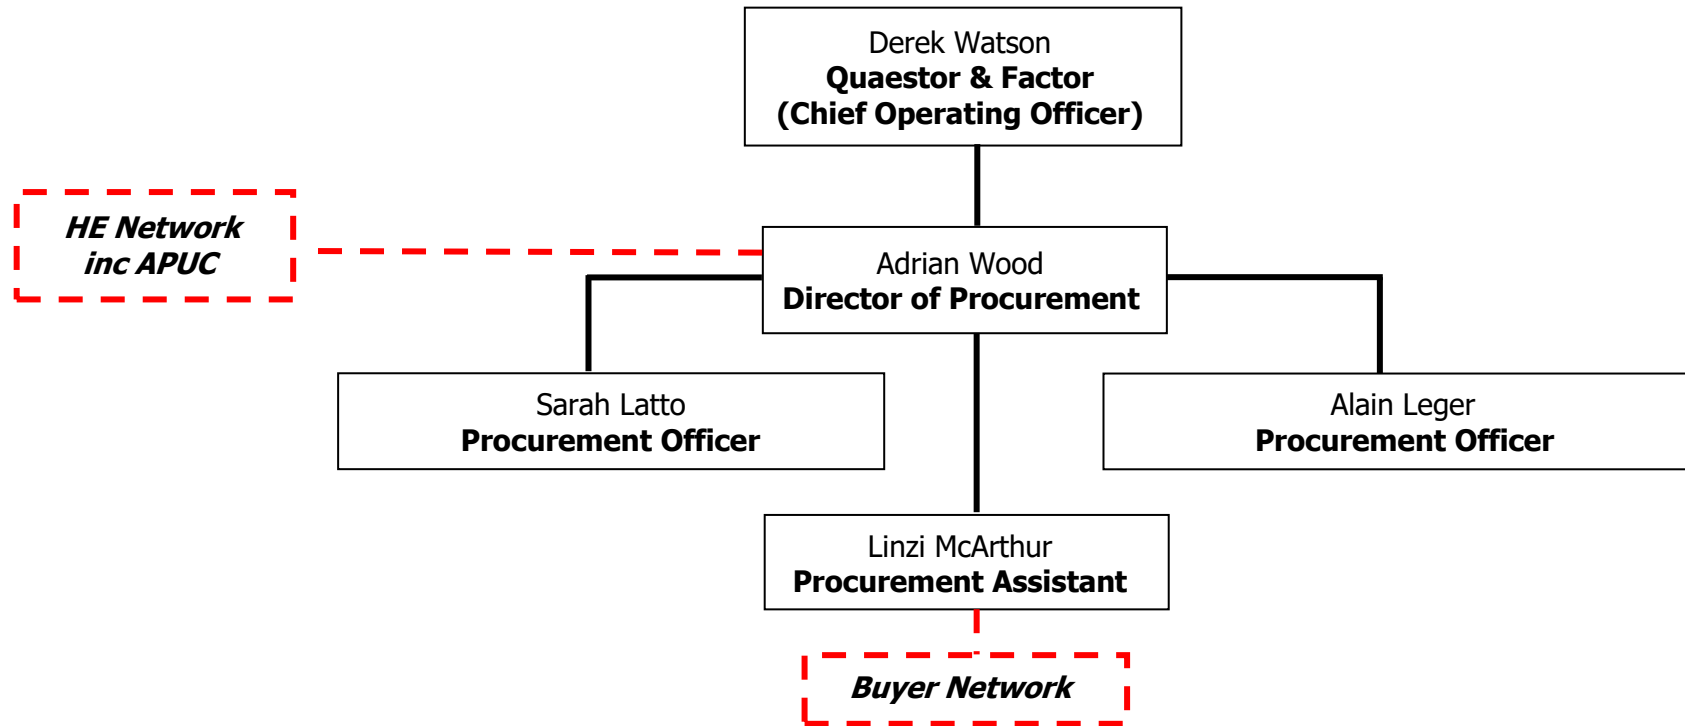 Derek Watson
Quaestor & Factor
(Chief Operating Officer)
HE Network
inc APUC
Adrian Wood
Director of Procurement
Sarah Latto
Procurement Officer
Alain Leger
Procurement Officer
Linzi McArthur
Procurement Assistant
Buyer Network